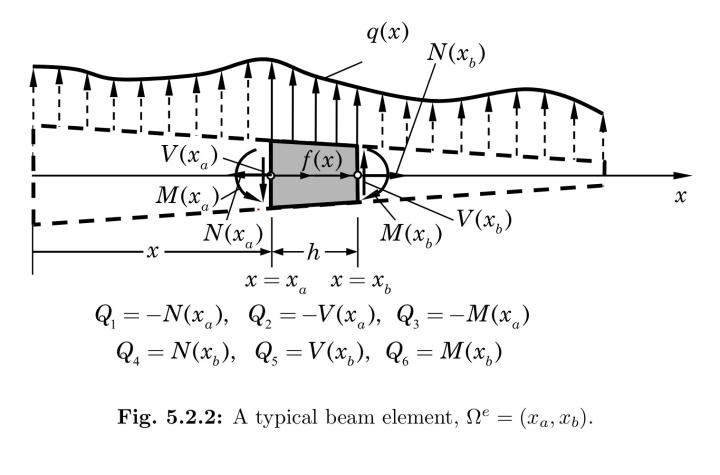 q(x)
N(x_b)
V(x_a)
f(x)
M(x_a)
N(x_a)
M(x_b)
V(x_b)
x
x
h
x = x_a x = x_b
Q_1 = −N(x_a), Q_2 = −V(x_a), Q_3 = −M(x_a)
Q_4 = N(x_b), Q_5 = V(x_b), Q_6 = M(x_b)
Fig. 5.2.2: A typical beam element, Ω^e = (x_a, x_b).